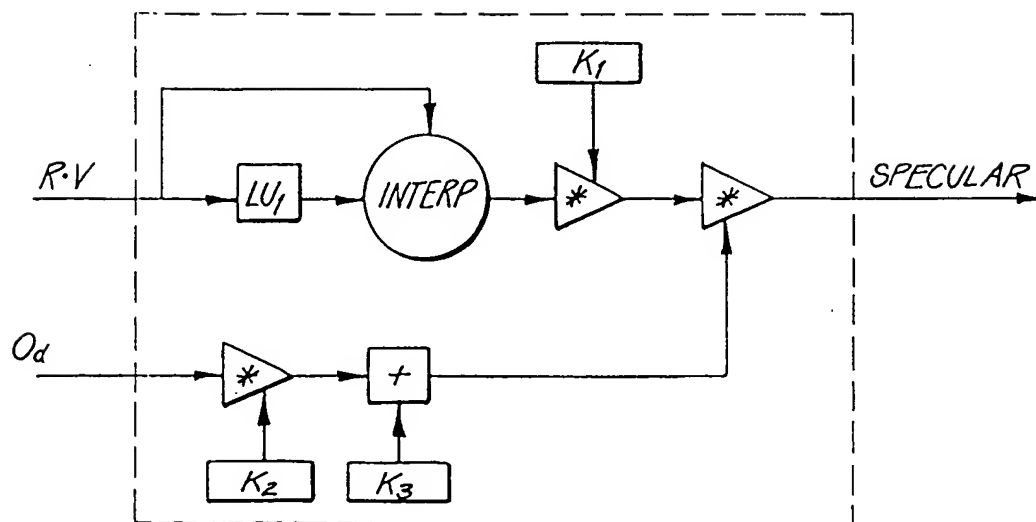 K1
R·V
LU1
INTERP
*
*
SPECULAR
Od
*
+
K2
K3